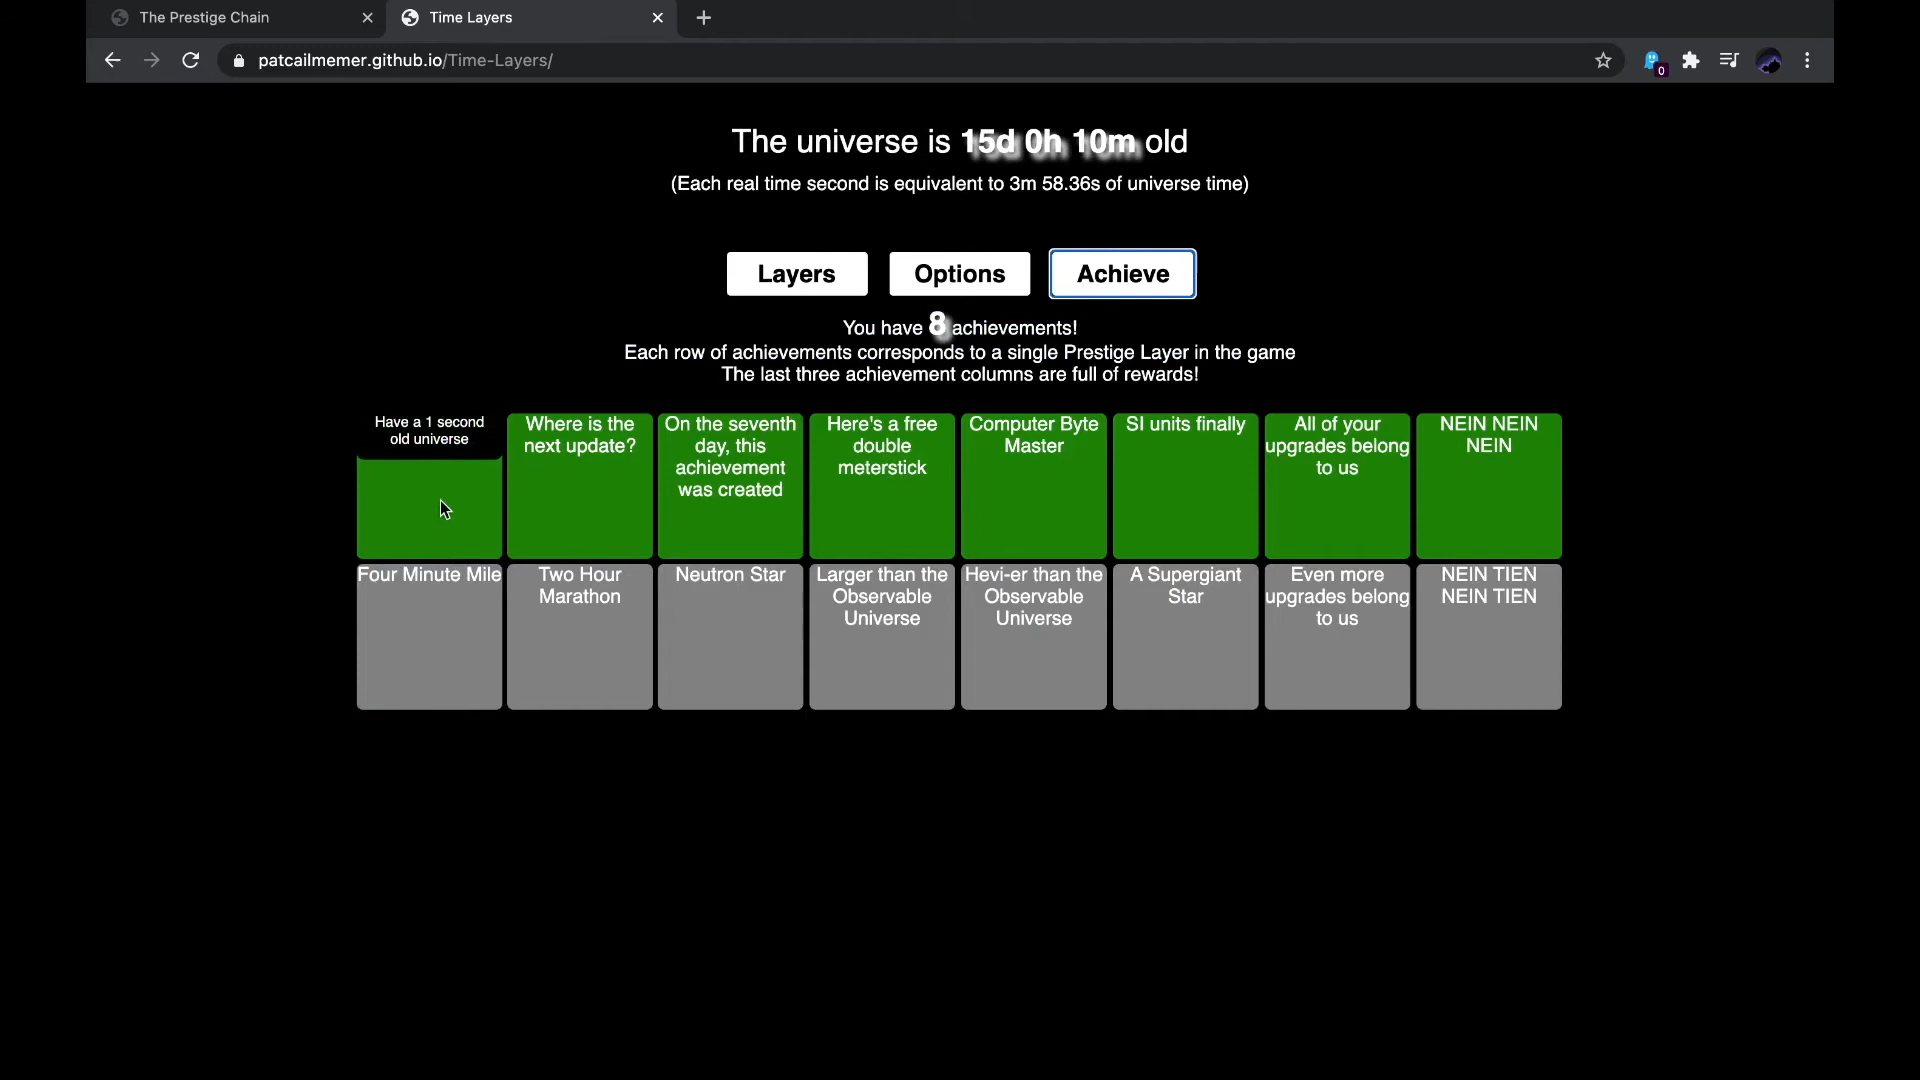 The Prestige Chain
Time Layers
patcailmemer.github.io/Time-Layers/
0
The universe is 15d 0h 10m old
(Each real time second is equivalent to 3m 58.36s of universe time)
Layers
Options
Achieve
You have 8 achievements!
Each row of achievements corresponds to a single Prestige Layer in the game
The last three achievement columns are full of rewards!
Have a 1 second
old universe
Where is the
next update?
On the seventh
day, this
achievement
was created
Here's a free
double
meterstick
Computer Byte
Master
SI units finally
All of your
upgrades belong
to us
NEIN NEIN
NEIN
Four Minute Mile
Two Hour
Marathon
Neutron Star
Larger than the
Observable
Universe
Hevi-er than the
Observable
Universe
A Supergiant
Star
Even more
upgrades belong
to us
NEIN TIEN
NEIN TIEN